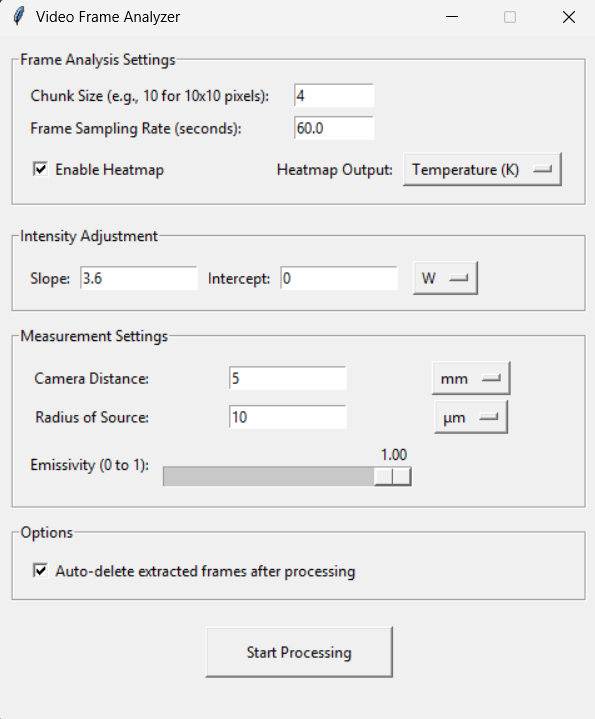 Video Frame Analyzer
Frame Analysis Settings
Chunk Size (e.g., 10 for 10x10 pixels): 4
Frame Sampling Rate (seconds): 60.0
Enable Heatmap Heatmap Output: Temperature (K)
Intensity Adjustment
Slope: 3.6 Intercept: 0 W
Measurement Settings
Camera Distance: 5 mm
Radius of Source: 10 μm
1.00
Emissivity (0 to 1):
Options
Auto-delete extracted frames after processing
Start Processing